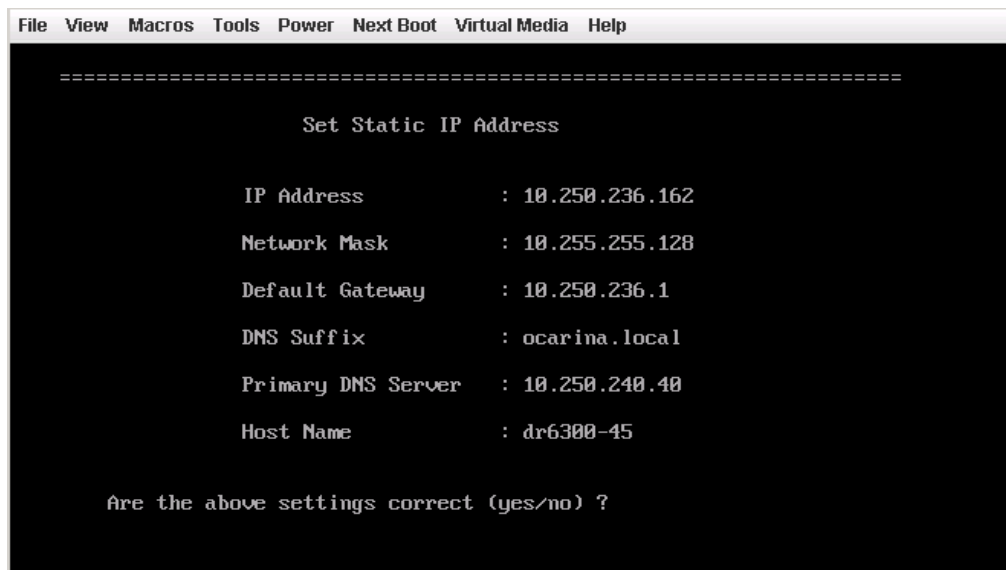 File View Macros Tools Power Next Boot Virtual Media Help
=====================================================================
Set Static IP Address
IP Address : 10.250.236.162
Network Mask : 10.255.255.128
Default Gateway : 10.250.236.1
DNS Suffix : ocarina.local
Primary DNS Server : 10.250.240.40
Host Name : dr6300-45
Are the above settings correct (yes/no) ?